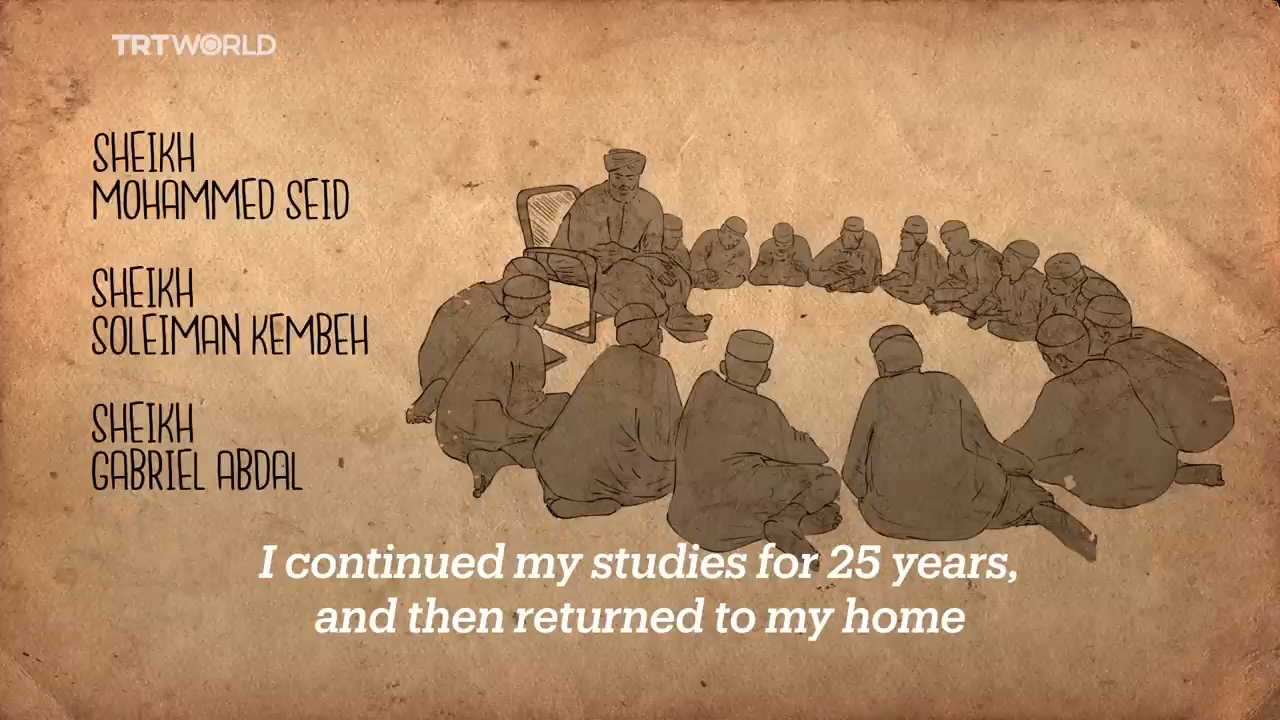 TRTWORLD
SHEIKH
MOHAMMED SEID
SHEIKH
SOLEIMAN KEMBEH
SHEIKH
GABRIEL ABDAL
I continued my studies for 25 years,
and then returned to my home